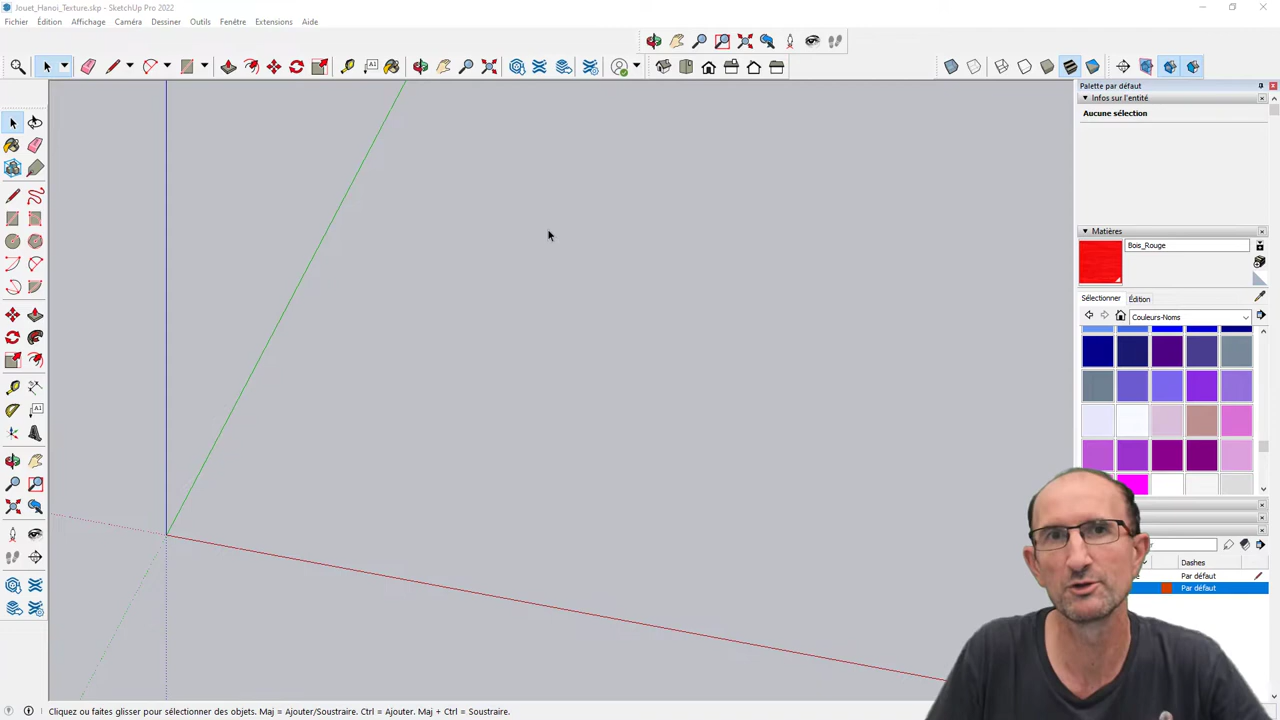 Jouet_Hanoi_Texture.skp - SketchUp Pro 2022
Fichier Édition Affichage Caméra Dessiner Outils Fenêtre Extensions Aide
Palette par défaut
Infos sur l'entité
Aucune sélection
Matières
Bois_Rouge
Sélectionner Édition
Couleurs-Noms
Dashes
Par défaut
Par défaut
Cliquez ou faites glisser pour sélectionner des objets. Maj = Ajouter/Soustraire. Ctrl = Ajouter. Maj + Ctrl = Soustraire.